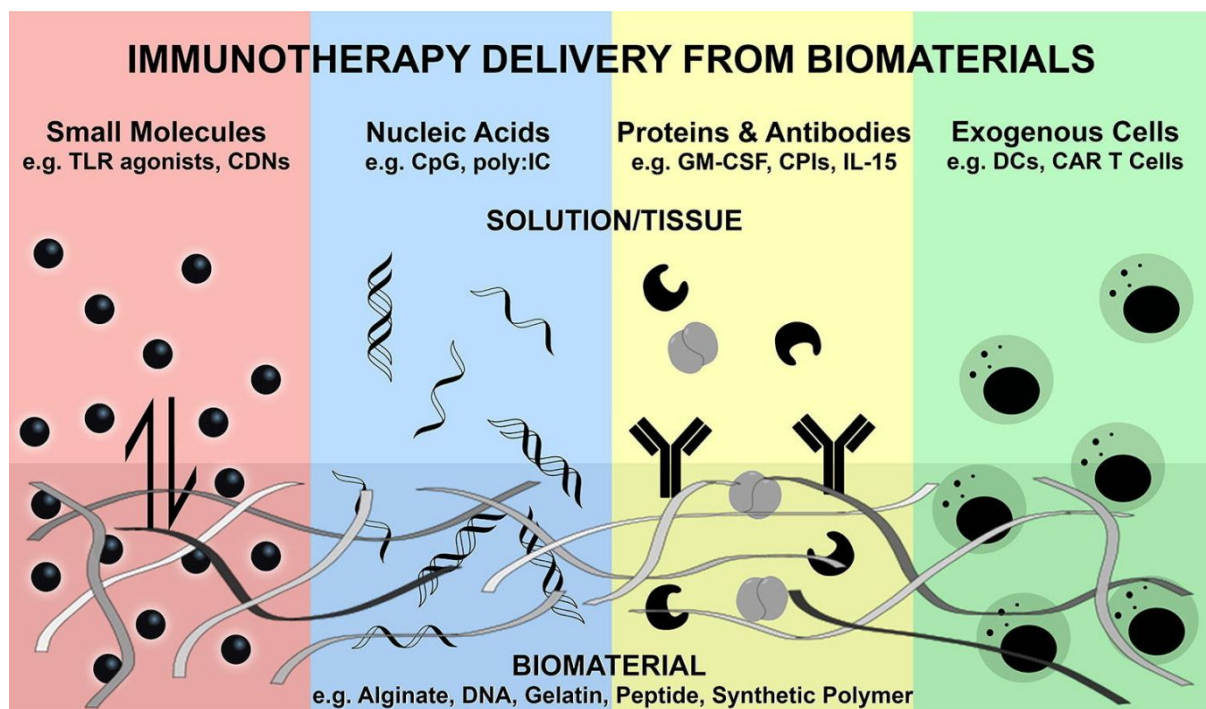 IMMUNOTHERAPY DELIVERY FROM BIOMATERIALS
Small Molecules
e.g. TLR agonists, CDNs
Nucleic Acids
e.g. CpG, poly:IC
Proteins & Antibodies
e.g. GM-CSF, CPIs, IL-15
Exogenous Cells
e.g. DCs, CAR T Cells
SOLUTION/TISSUE
BIOMATERIAL
e.g. Alginate, DNA, Gelatin, Peptide, Synthetic Polymer